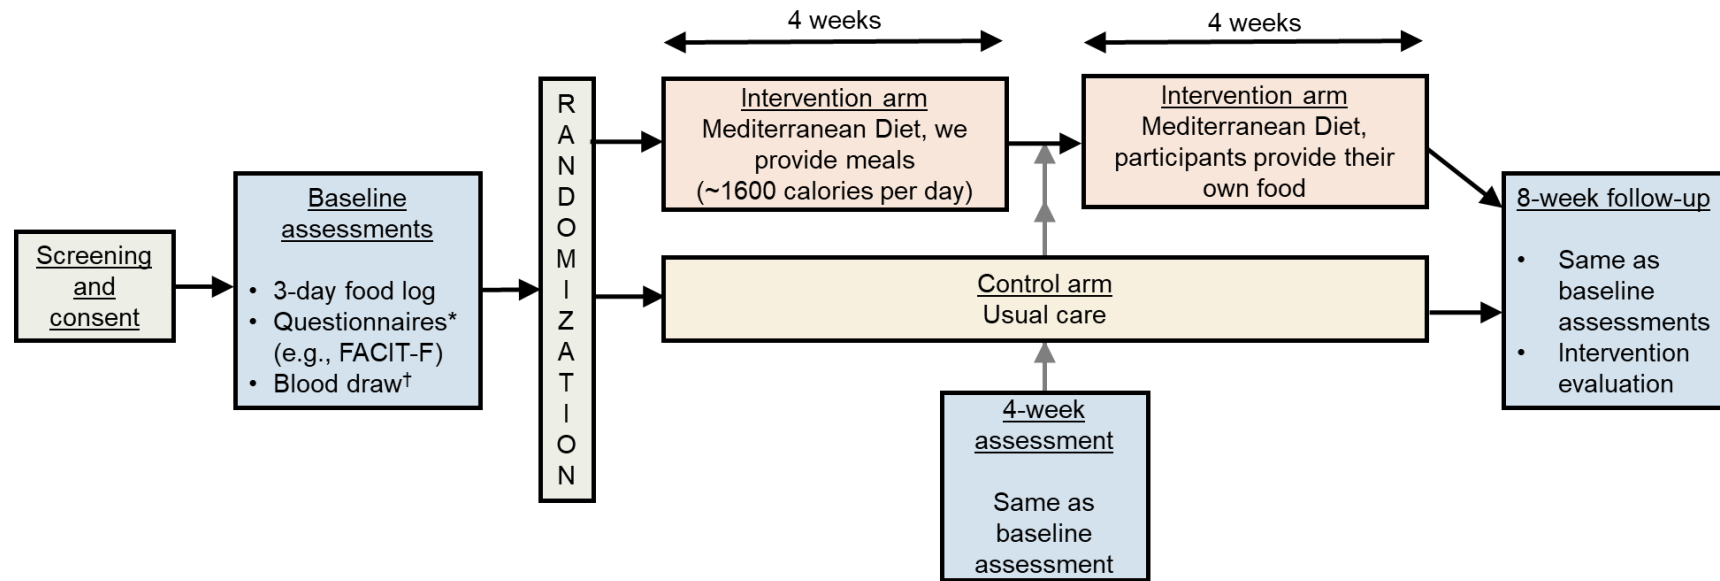 4 weeks
4 weeks
Screening
and
consent
Baseline
assessments
• 3-day food log
• Questionnaires*
(e.g., FACIT-F)
• Blood draw†
R
A
N
D
O
M
I
Z
A
T
I
O
N
Intervention arm
Mediterranean Diet, we
provide meals
(~1600 calories per day)
Intervention arm
Mediterranean Diet,
participants provide their
own food
Control arm
Usual care
4-week
assessment
Same as
baseline
assessment
8-week follow-up
• Same as
baseline
assessments
• Intervention
evaluation